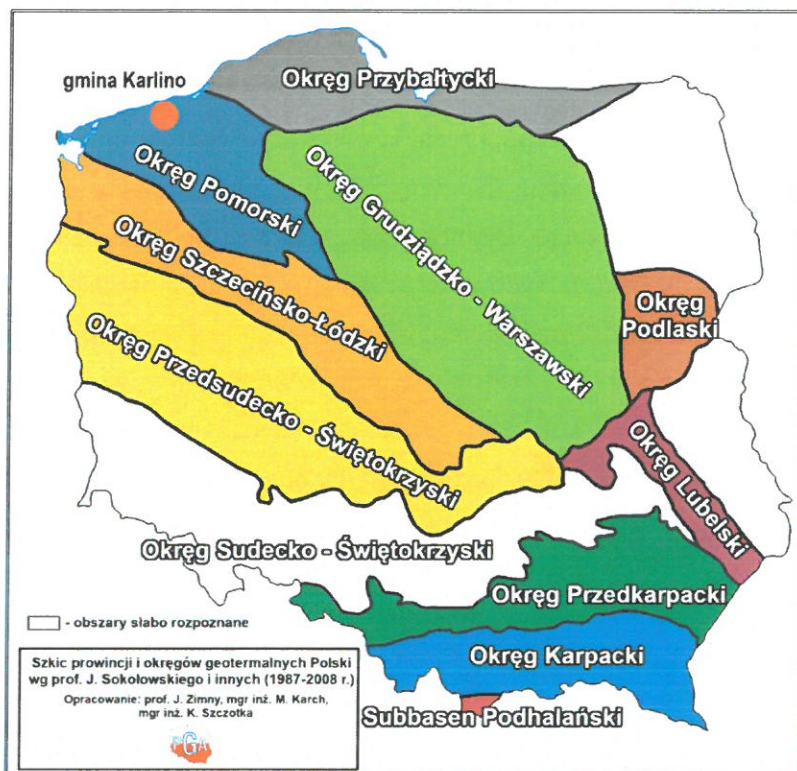 gmina Karlino
Okręg Przybałtycki
Okręg Pomorski
Okręg Grudziądzko - Warszawski
Okręg Szczecińsko-Łódzki
Okręg
Podlaski
Okręg Przedsudecko - Świętokrzyski
Okręg Lubelski
Okręg Sudecko - Świętokrzyski
Okręg Przedkarpacki
- obszary słabo rozpoznane
Okręg Karpacki
Szkic prowincji i okręgów geotermalnych Polski
wg prof. J. Sokołowskiego i innych (1987-2008 r.)
Opracowanie: prof. J. Zimny, mgr inż. M. Karch,
mgr inż. K. Szczotka
Subbasen Podhalański
PGA